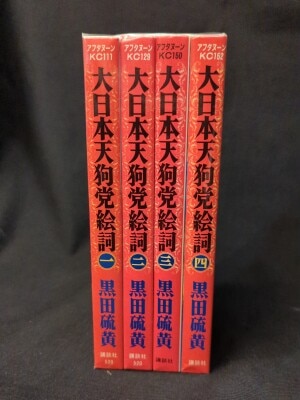 アフタヌーン
KC111
大日本天狗党絵詞
一
黒田硫黄
講談社
アフタヌーン
KC129
大日本天狗党絵詞
二
黒田硫黄
講談社
アフタヌーン
KC150
大日本天狗党絵詞
三
黒田硫黄
講談社
アフタヌーン
KC162
大日本天狗党絵詞
四
黒田硫黄
講談社